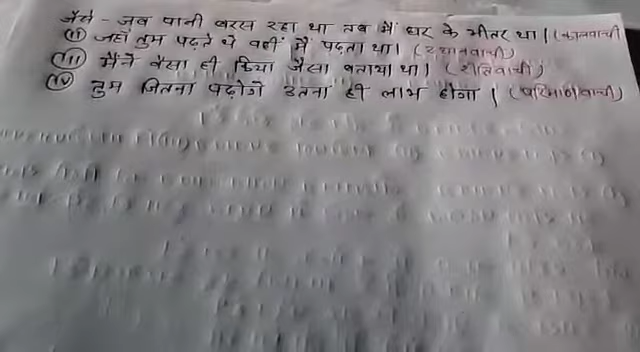 जैसे - जब पानी बरस रहा था तब मैं घर के भीतर था। (कालवाची
(ii) जहाँ तुम पढ़ते थे वहीं मैं पढ़ता था। (स्थानवाची)
(iii) मैंने वैसा ही किया जैसा बताया था। (रीतिवाची)
(iv) तुम जितना पढ़ोगे उतना ही लाभ होगा। (परिमाणवाची)